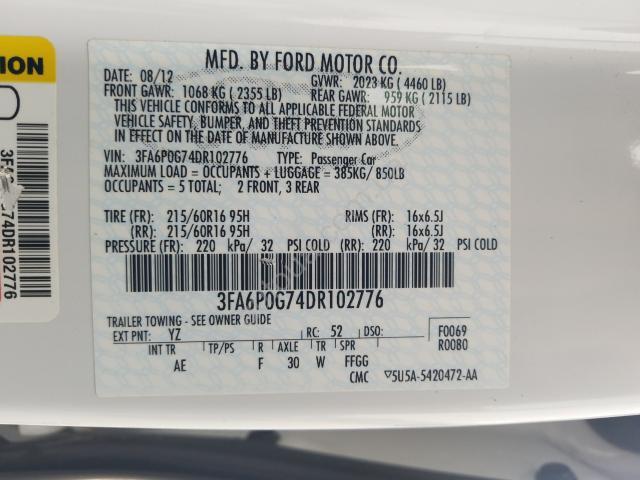 MFD. BY FORD MOTOR CO.
DATE: 08/12 GVWR: 2023 KG ( 4460 LB)
FRONT GAWR: 1068 KG ( 2355 LB) REAR GAWR: 959 KG ( 2115 LB)
THIS VEHICLE CONFORMS TO ALL APPLICABLE FEDERAL MOTOR
VEHICLE SAFETY, BUMPER, AND THEFT PREVENTION STANDARDS
IN EFFECT ON THE DATE OF MANUFACTURE SHOWN ABOVE.
VIN: 3FA6P0G74DR102776 TYPE: Passenger Car
MAXIMUM LOAD = OCCUPANTS + LUGGAGE = 385KG/ 850LB
OCCUPANTS = 5 TOTAL; 2 FRONT, 3 REAR
TIRE (FR): 215/60R16 95H RIMS (FR): 16x6.5J
(RR): 215/60R16 95H (RR): 16x6.5J
PRESSURE (FR): 220 kPa/ 32 PSI COLD (RR): 220 kPa/ 32 PSI COLD
3FA6P0G74DR102776
TRAILER TOWING - SEE OWNER GUIDE
EXT PNT: YZ RC: 52 DSO: F0069
INT TR TP/PS R AXLE TR SPR R0080
AE F 30 W FFGG
CMC ▽5U5A-5420472-AA
74DR102776